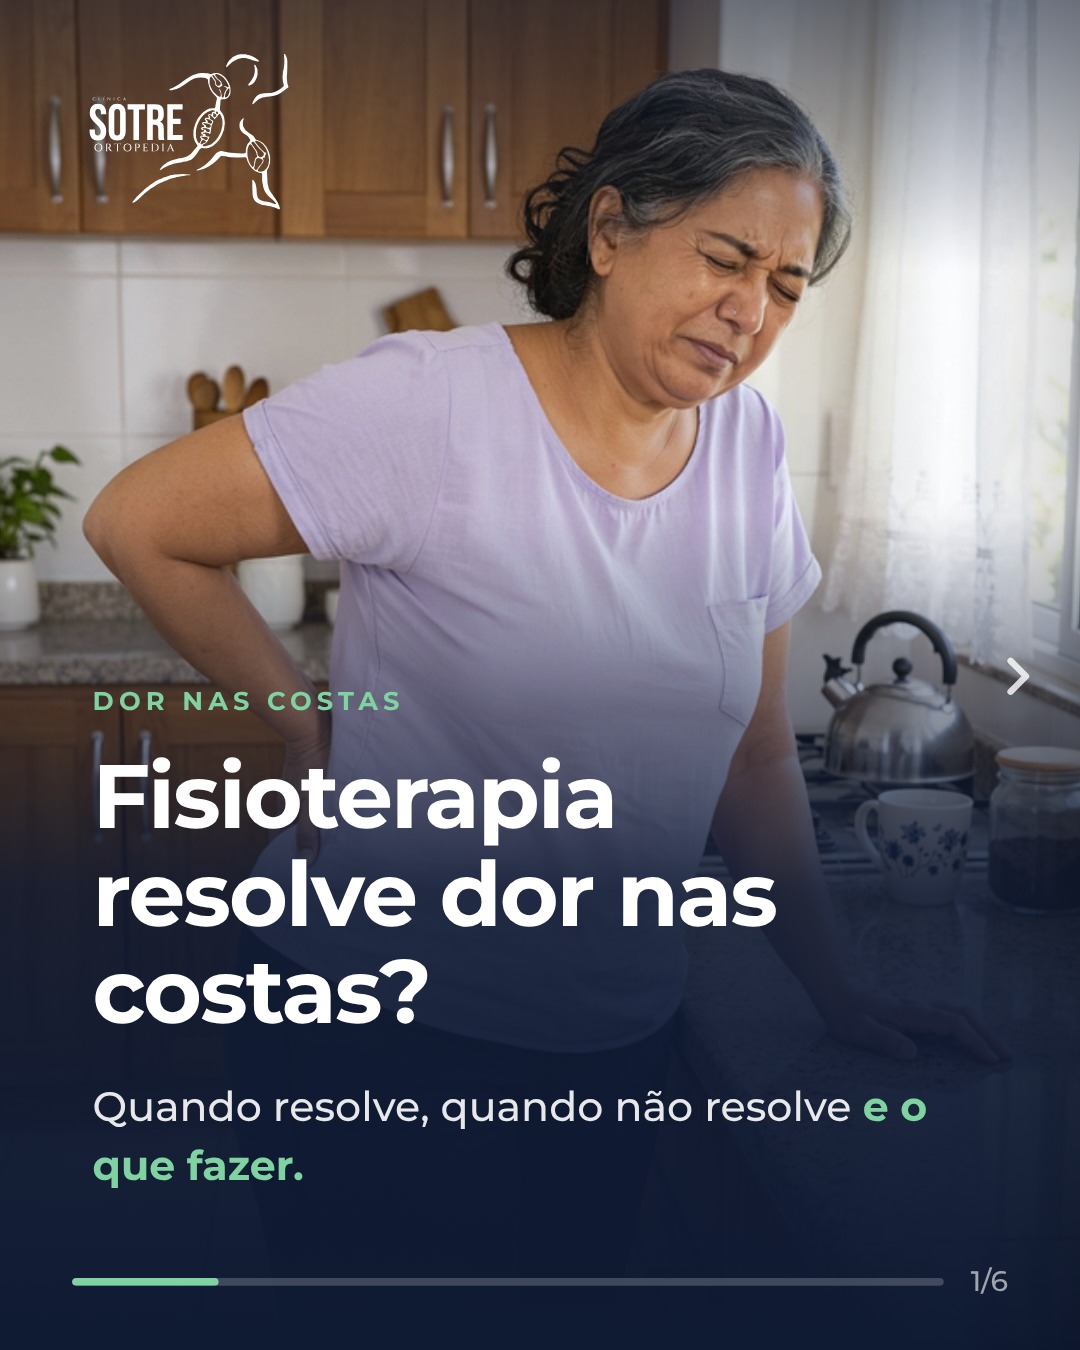 CLÍNICA
SOTRE
ORTOPEDIA
DOR NAS COSTAS
Fisioterapia
resolve dor nas
costas?
Quando resolve, quando não resolve e o
que fazer.
1/6